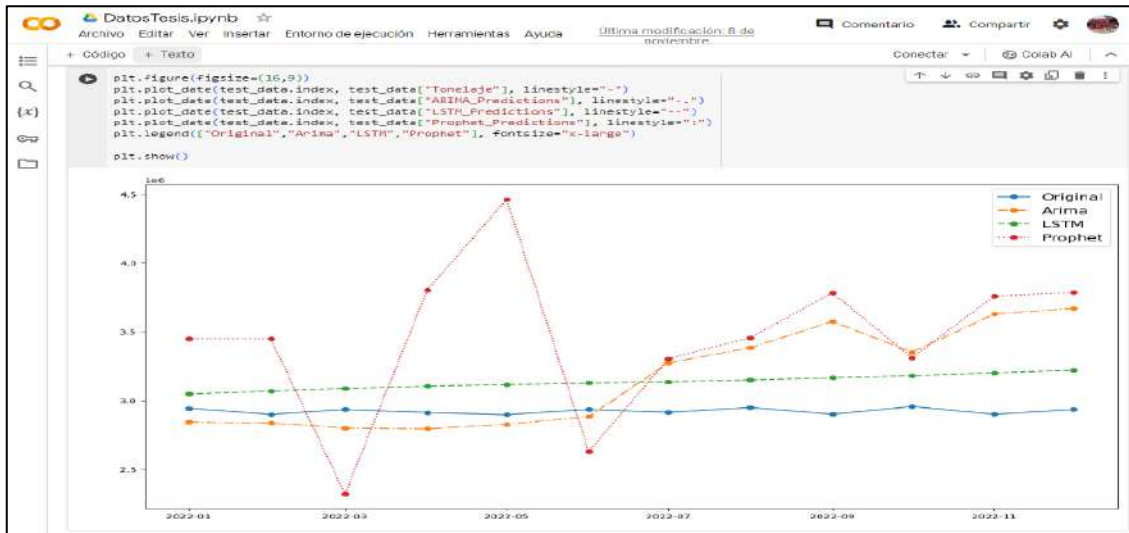 DatosTesis.ipynb
Comentario
Compartir
Archivo Editar Ver Insertar Entorno de ejecución Herramientas Ayuda
Última modificación: 8 de noviembre
+ Código + Texto
Conectar
Colab AI
{x}
plt.figure(figsize=(16,9))
plt.plot_date(test_data.index, test_data["Tonelaje"], linestyle="-")
plt.plot_date(test_data.index, test_data["ARIMA_Predictions"], linestyle="-.")
plt.plot_date(test_data.index, test_data["LSTM_Predictions"], linestyle="--")
plt.plot_date(test_data.index, test_data["Prophet_Predictions"], linestyle=":")
plt.legend(["Original","Arima","LSTM","Prophet"], fontsize="x-large")
plt.show()
1e6
4.5
4.0
3.5
3.0
2.5
Original
Arima
LSTM
Prophet
2022-01 2022-03 2022-05 2022-07 2022-09 2022-11